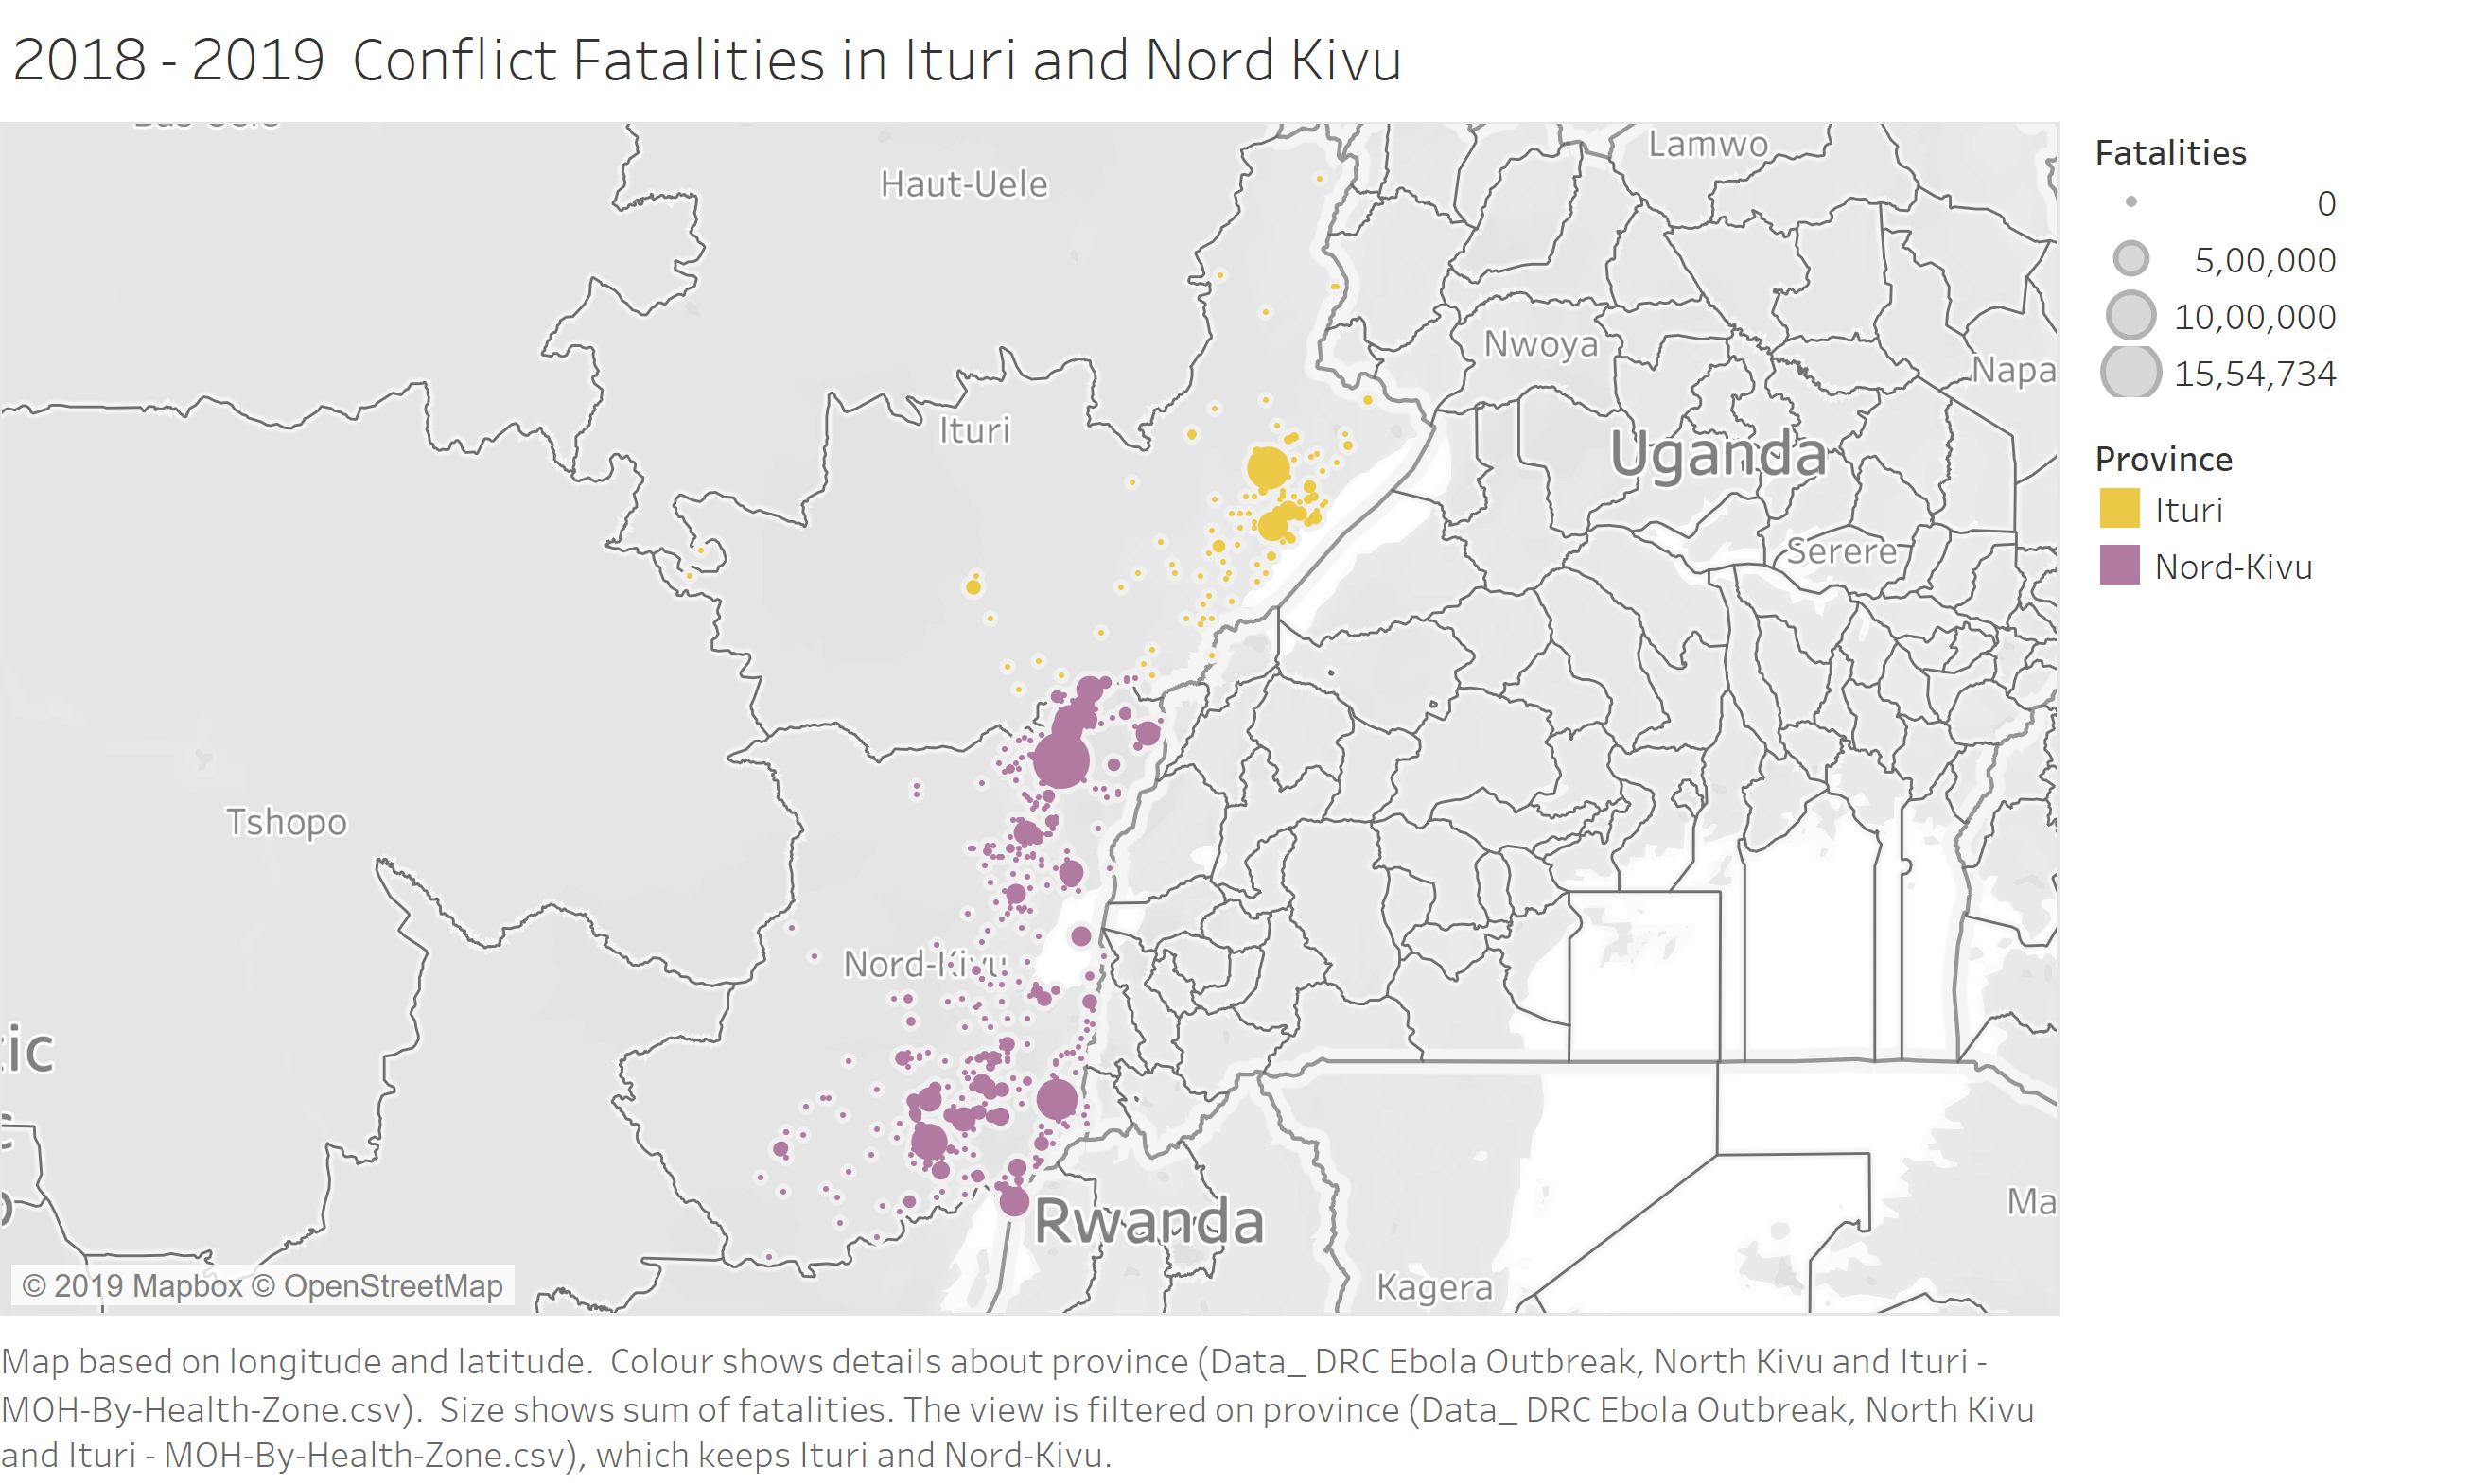 2018 - 2019 Conflict Fatalities in Ituri and Nord Kivu
Haut-Uele
Lamwo
Nwoya
Napa
Ituri
Uganda
Serere
Tshopo
Nord-Kivu
ic
Rwanda
Ma
Kagera
© 2019 Mapbox © OpenStreetMap
Fatalities
0
5,00,000
10,00,000
15,54,734
Province
Ituri
Nord-Kivu
Map based on longitude and latitude. Colour shows details about province (Data_ DRC Ebola Outbreak, North Kivu and Ituri -
MOH-By-Health-Zone.csv). Size shows sum of fatalities. The view is filtered on province (Data_ DRC Ebola Outbreak, North Kivu
and Ituri - MOH-By-Health-Zone.csv), which keeps Ituri and Nord-Kivu.